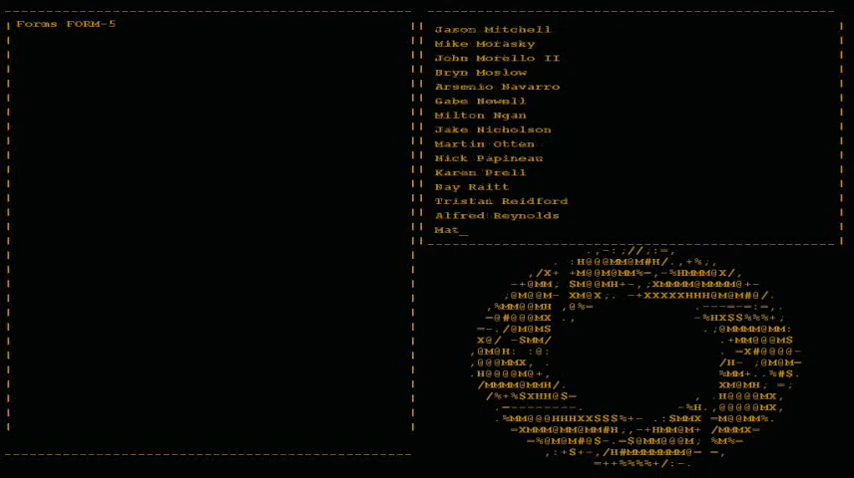 Forms FORM-5
Jason Mitchell
Mike Morasky
John Morello II
Bryn Moslow
Arsenio Navarro
Gabe Newell
Milton Ngan
Jake Nicholson
Martin Otten
Nick Papineau
Karen Prell
Nay Raitt
Tristan Reidford
Alfred Reynolds
Mat_